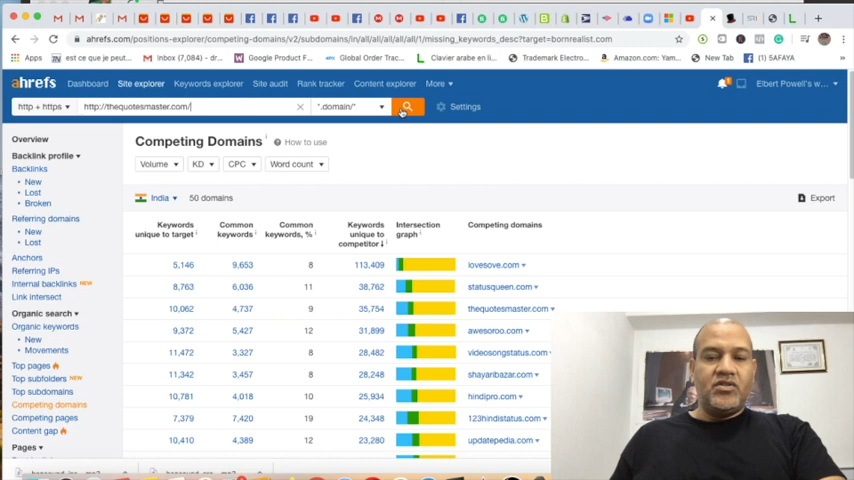 ahrefs.com/positions-explorer/competing-domains/v2/subdomains/in/all/all/all/all/1/missing_keywords_desc?target=bornrealist.com
est ce que je peut...
Inbox (7,084) -
Google Product F...
Global Order Trac...
Clavier arabe en li...
Trademark Electro...
Amazon.com: Yam...
(1) 5AFAYA
ahrefs Dashboard Site explorer Keywords explorer Site audit Rank tracker Content explorer More Elbert Powell's w...
http + https http://thequotesmaster.com/ *.domain/* Settings
Overview
Backlink profile
Backlinks
New
Lost
Broken
Referring domains
New
Lost
Anchors
Referring IPs
Internal backlinks NEW
Link intersect
Organic search
Organic keywords
New
Movements
Top pages
Top subfolders NEW
Top subdomains
Competing domains
Competing pages
Content gap
Pages
Competing Domains How to use
Volume KD CPC Word count
India 50 domains Export
Keywords unique to target Common keywords Common keywords, % Keywords unique to competitor Intersection graph Competing domains
5,146 9,653 8 113,409 lovesove.com
8,763 6,036 11 38,762 statusqueen.com
10,062 4,737 9 35,754 thequotesmaster.com
9,372 5,427 12 31,899 awesoroo.com
11,472 3,327 8 28,482 videosongstatus.com
11,342 3,457 8 28,248 shayaribazar.com
10,781 4,018 10 25,934 hindipro.com
7,379 7,420 19 24,348 123hindistatus.com
10,410 4,389 12 23,280 updatepedia.com